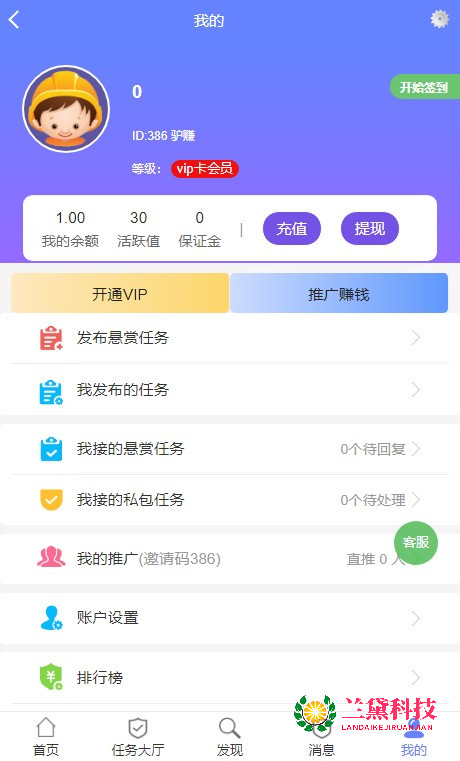 我的
0
开始签到
ID:386 驴赚
等级: vip卡会员
1.00 30 0
我的余额 活跃值 保证金 | 充值 提现
开通VIP 推广赚钱
发布悬赏任务
我发布的任务
我接的悬赏任务 0个待回复
我接的私包任务 0个待处理
客服
我的推广(邀请码386) 直推 0 人
账户设置
排行榜
兰黛科技
LANDAIKEJIRUANJIAN
首页 任务大厅 发现 消息 我的